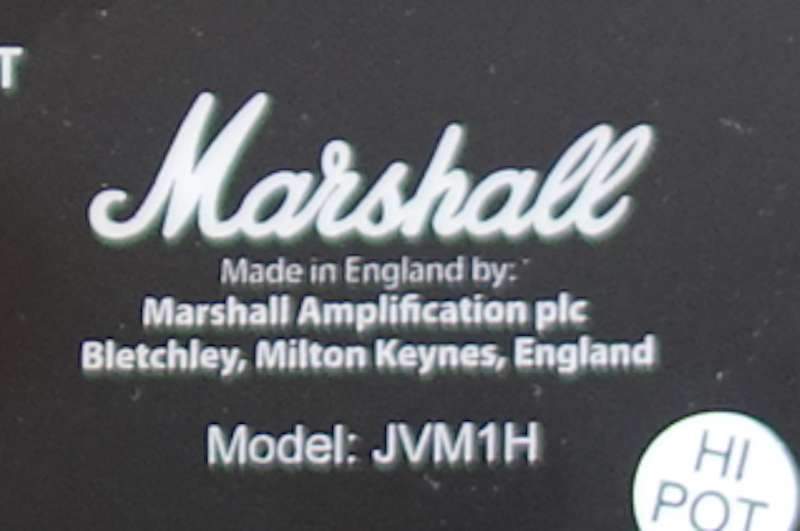 T
Marshall
Made in England by:
Marshall Amplification plc
Bletchley, Milton Keynes, England
Model: JVM1H
HI
POT